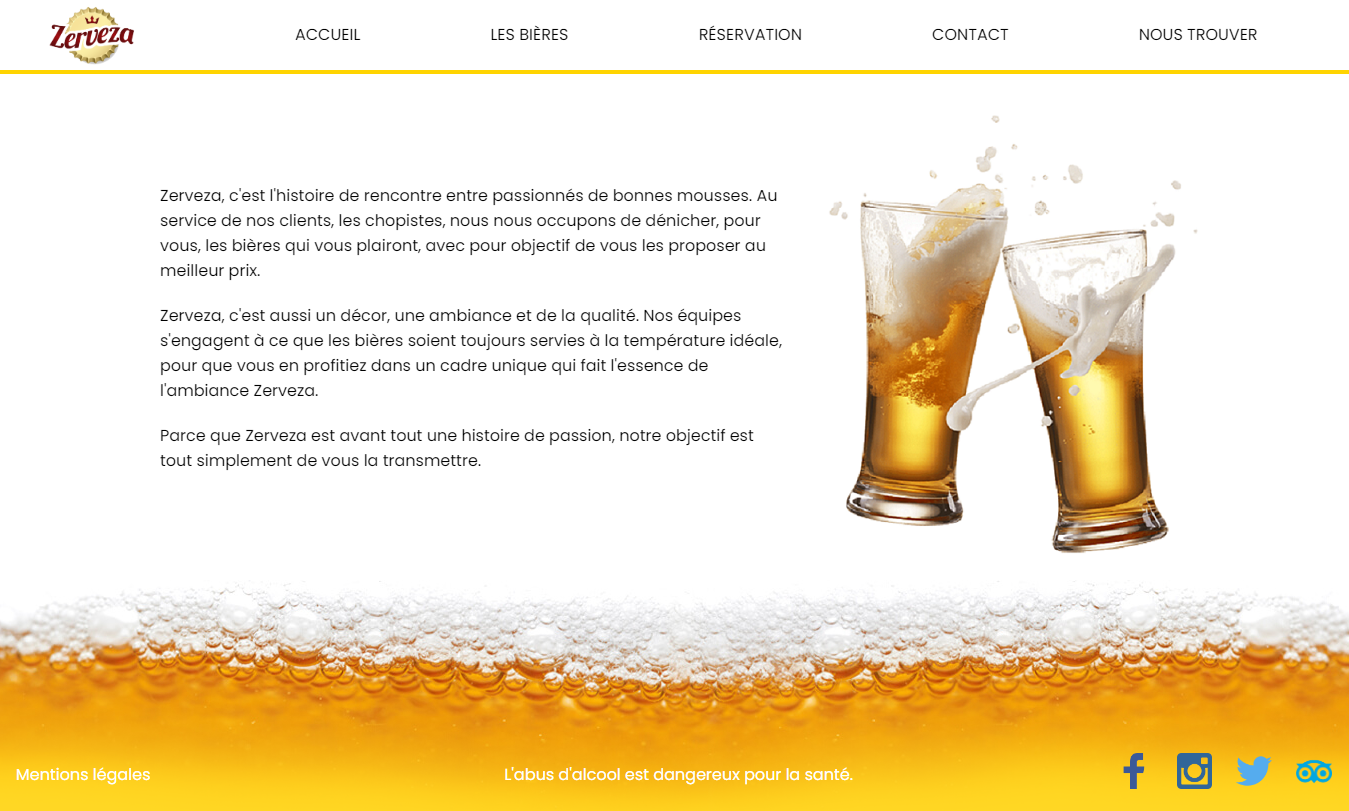 Zerveza
ACCUEIL
LES BIÈRES
RÉSERVATION
CONTACT
NOUS TROUVER
Zerveza, c'est l'histoire de rencontre entre passionnés de bonnes mousses. Au
service de nos clients, les chopistes, nous nous occupons de dénicher, pour
vous, les bières qui vous plairont, avec pour objectif de vous les proposer au
meilleur prix.
Zerveza, c'est aussi un décor, une ambiance et de la qualité. Nos équipes
s'engagent à ce que les bières soient toujours servies à la température idéale,
pour que vous en profitiez dans un cadre unique qui fait l'essence de
l'ambiance Zerveza.
Parce que Zerveza est avant tout une histoire de passion, notre objectif est
tout simplement de vous la transmettre.
Mentions légales
L'abus d'alcool est dangereux pour la santé.